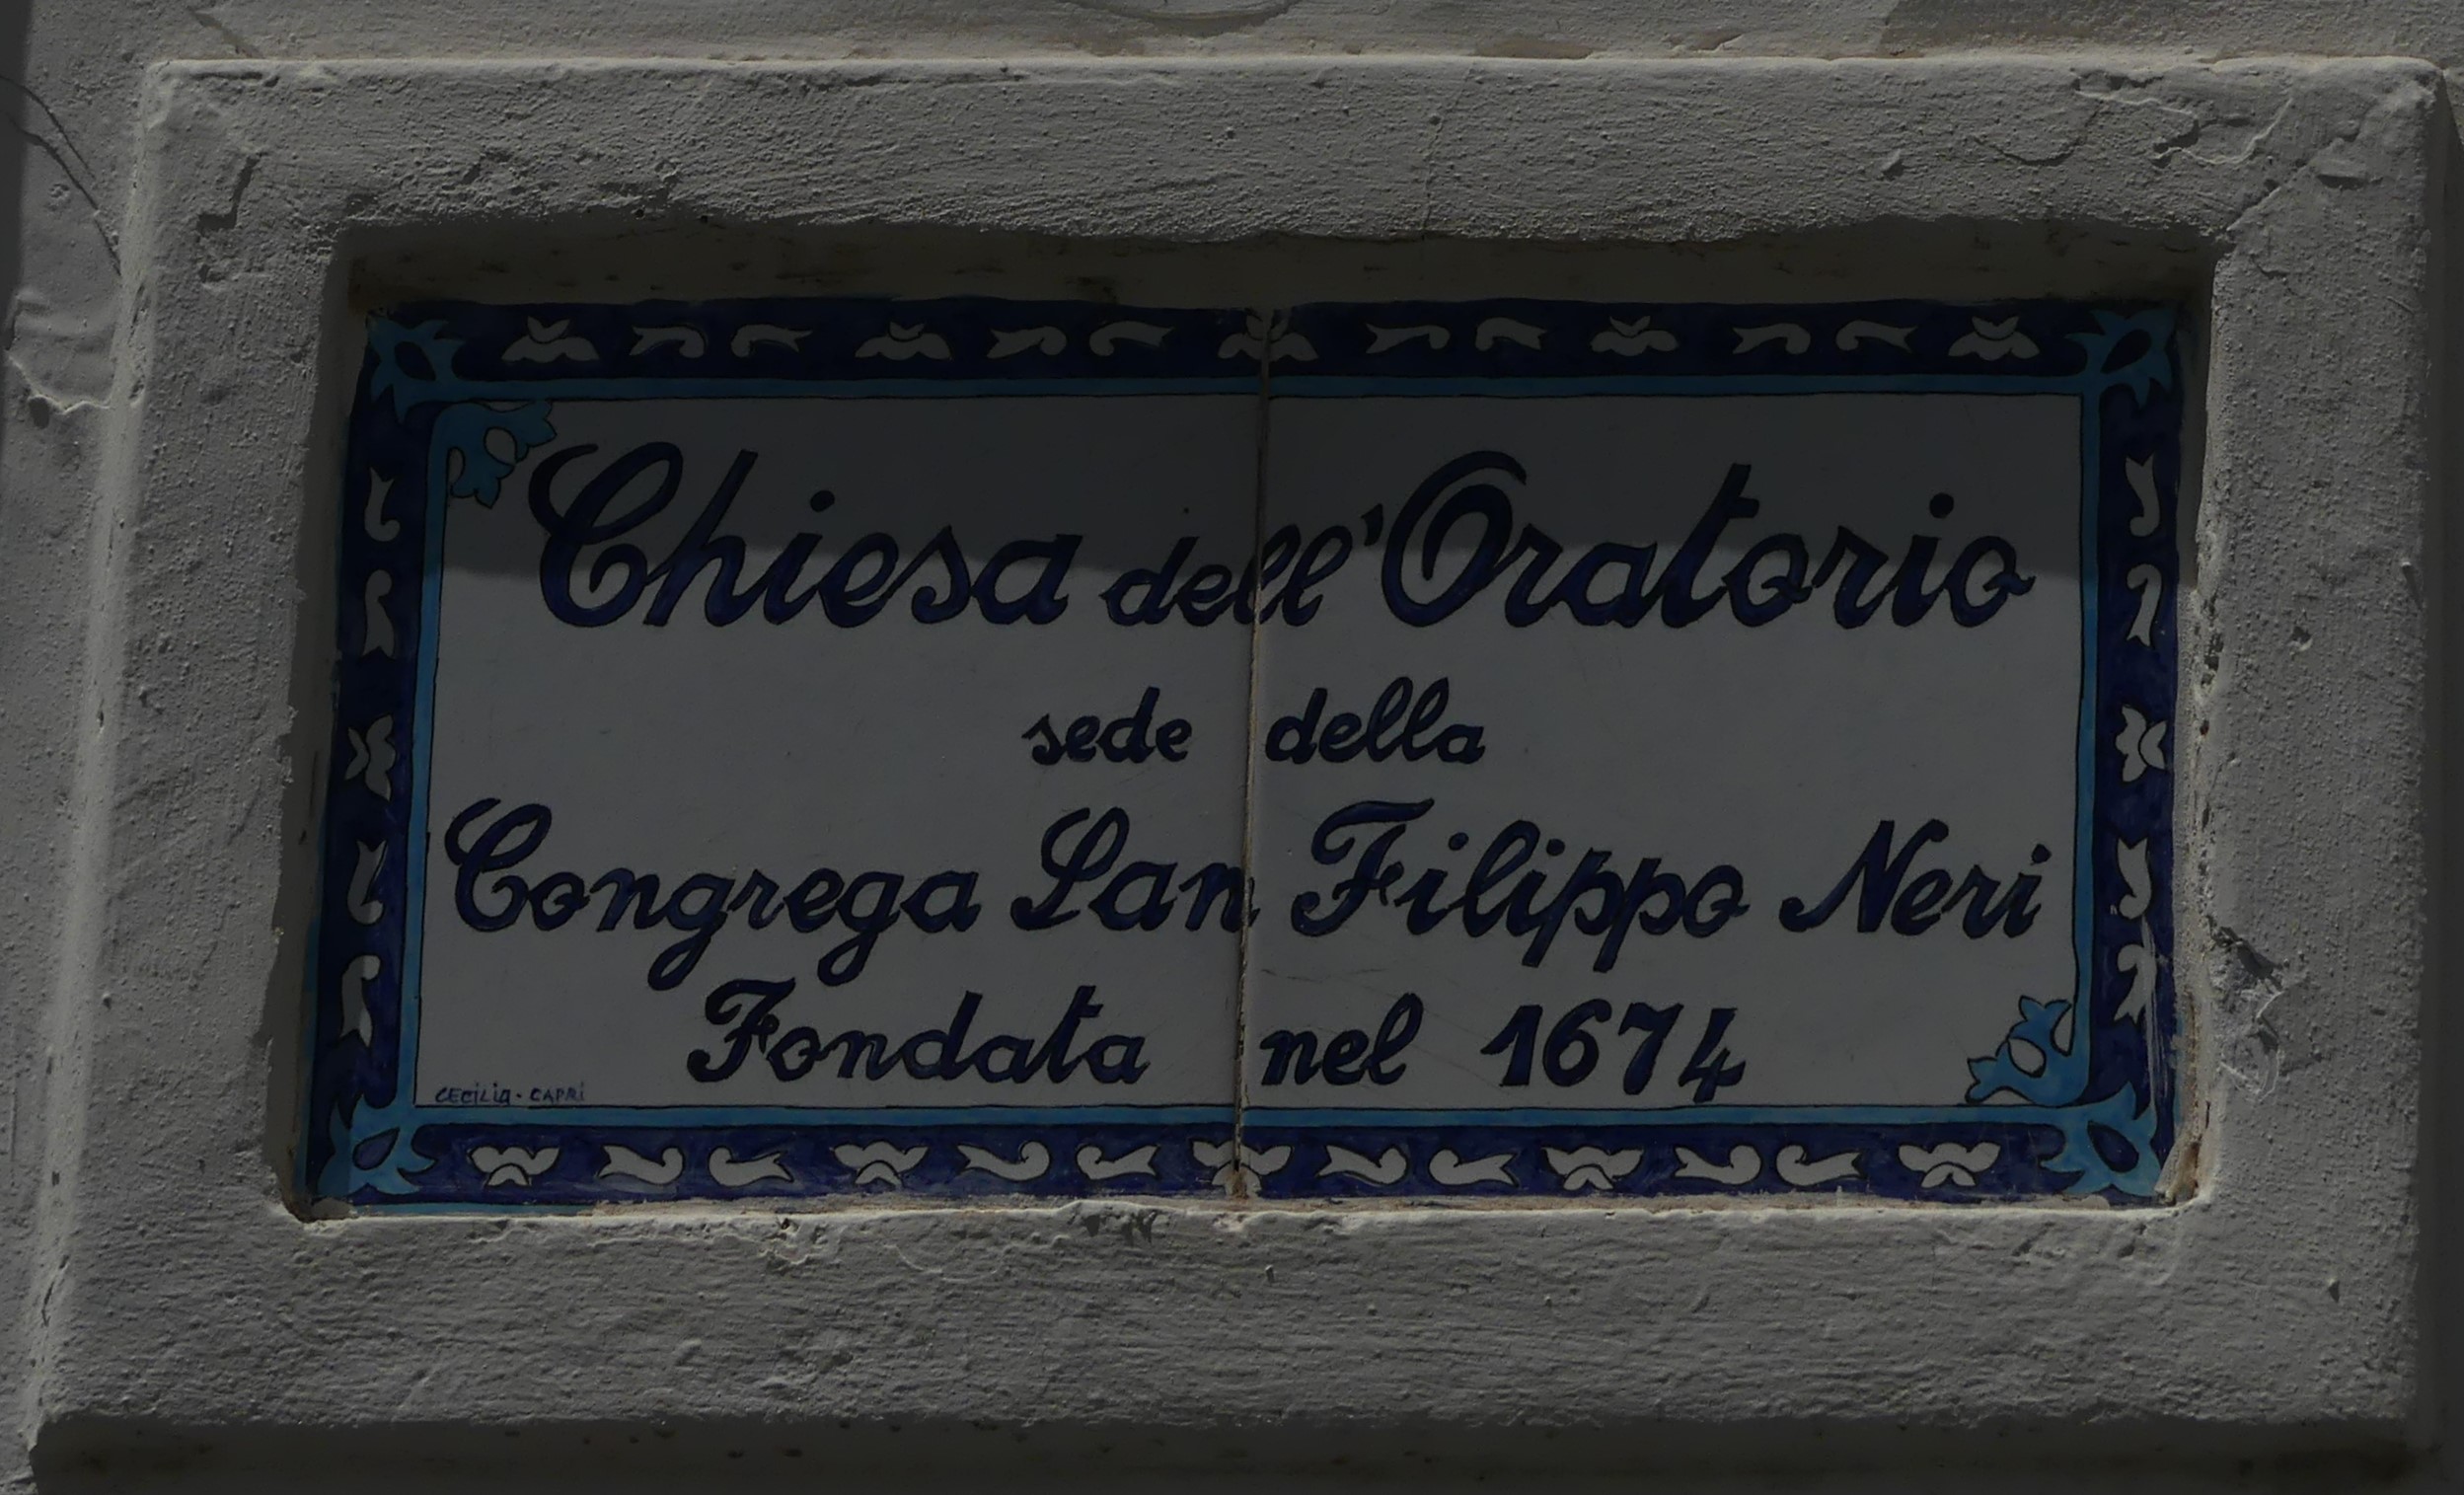 Chiesa dell'Oratorio
sede della
Congrega San Filippo Neri
Fondata nel 1674
CECiLia - CAPRi